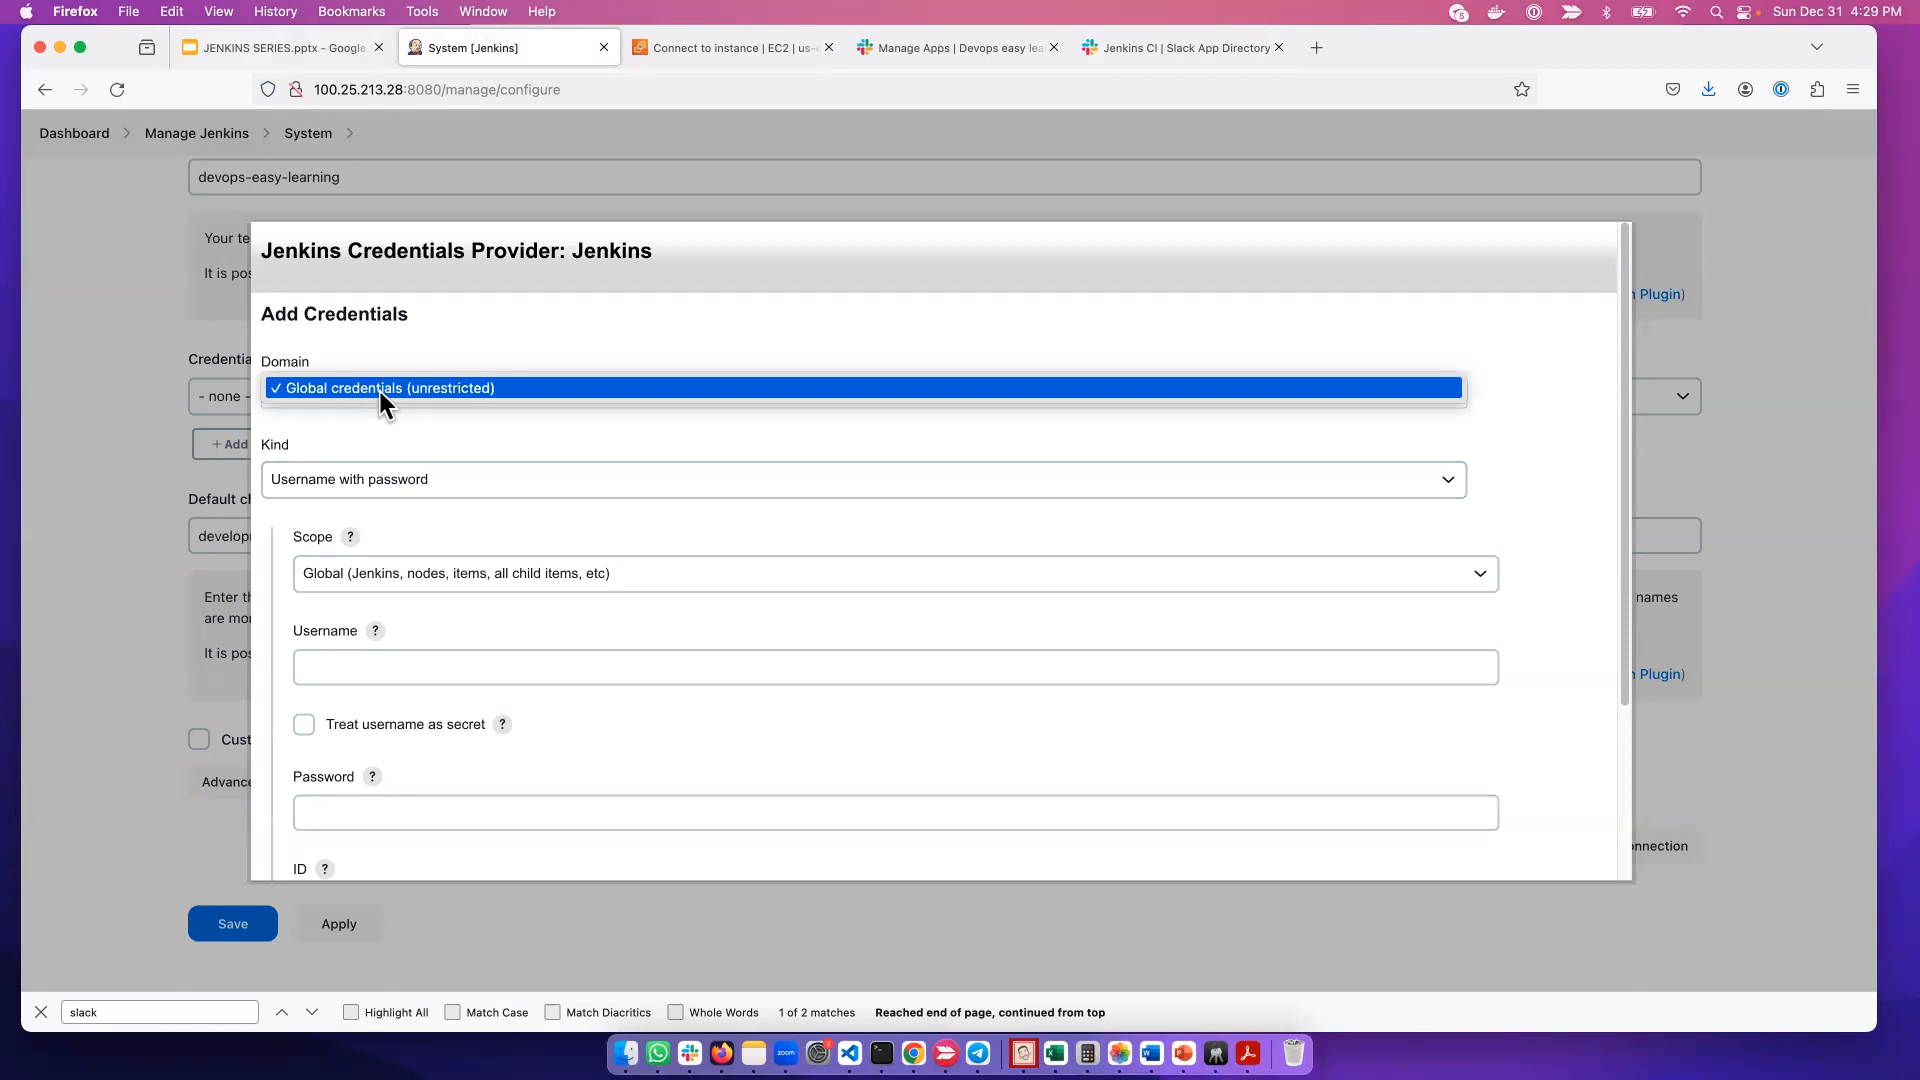 Firefox File Edit View History Bookmarks Tools Window Help
5
Sun Dec 31 4:29 PM
JENKINS SERIES.pptx - Google
System [Jenkins]
Connect to instance | EC2 | us-e
Manage Apps | Devops easy lea
Jenkins CI | Slack App Directory
100.25.213.28:8080/manage/configure
Dashboard Manage Jenkins System
devops-easy-learning
Your te
It is pos
n Plugin)
Jenkins Credentials Provider: Jenkins
Add Credentials
Domain
✓ Global credentials (unrestricted)
Credentia
- none -
+ Add
Kind
Username with password
Default ch
developm
Scope ?
Global (Jenkins, nodes, items, all child items, etc)
Enter th
names
are mor
It is pos
n Plugin)
Username ?
Treat username as secret ?
Cust
Password ?
Advance
onnection
ID ?
Save Apply
slack
Highlight All Match Case Match Diacritics Whole Words 1 of 2 matches Reached end of page, continued from top
zoom
2